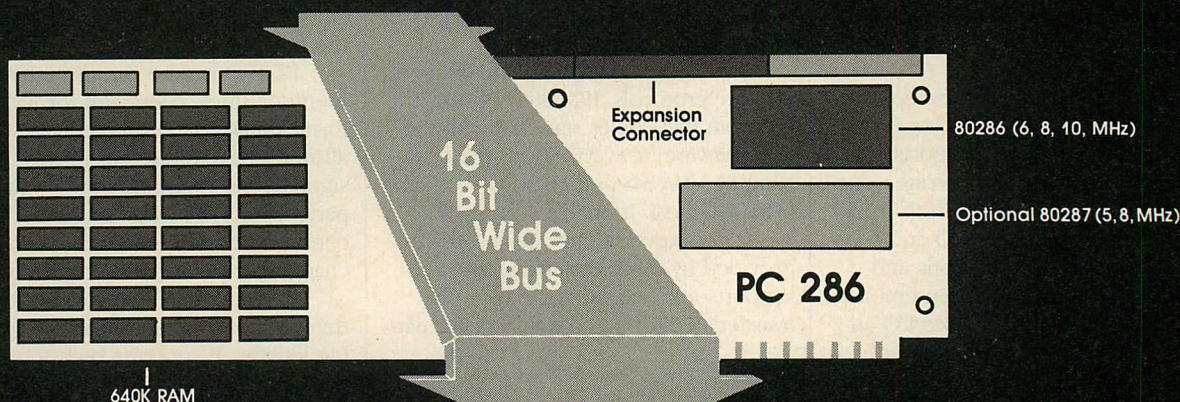 Expansion
Connector
80286 (6, 8, 10, MHz)
16
Bit
Wide
Bus
Optional 80287 (5, 8, MHz)
PC 286
640K RAM